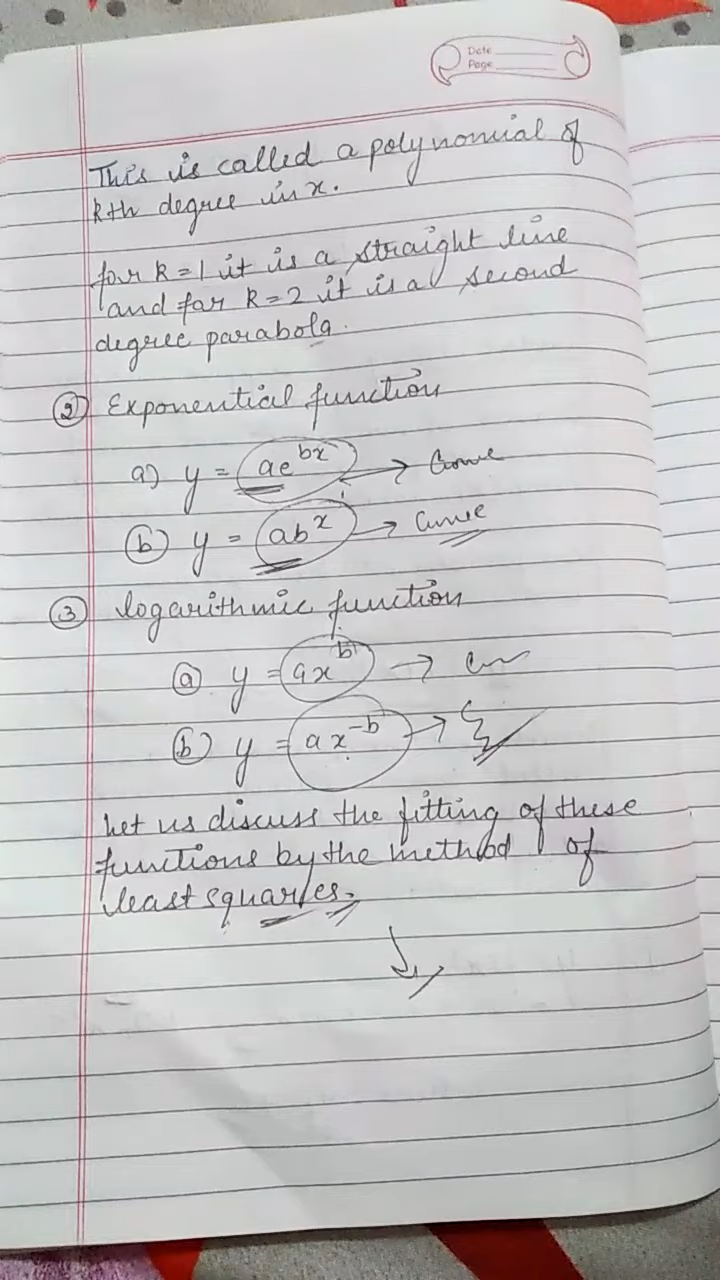 Date
Page
This is called a polynomial of
kth degree in x.
for k=1 it is a straight line
and for k=2 it is a second
degree parabola.
② Exponential function
a) y = ae^{bx} → Curve
ⓑ y = ab^x → Curve
③ logarithmic function
ⓐ y = ax^b →
ⓑ y = ax^{-b} →
Let us discuss the fitting of these
functions by the method of
least squares.